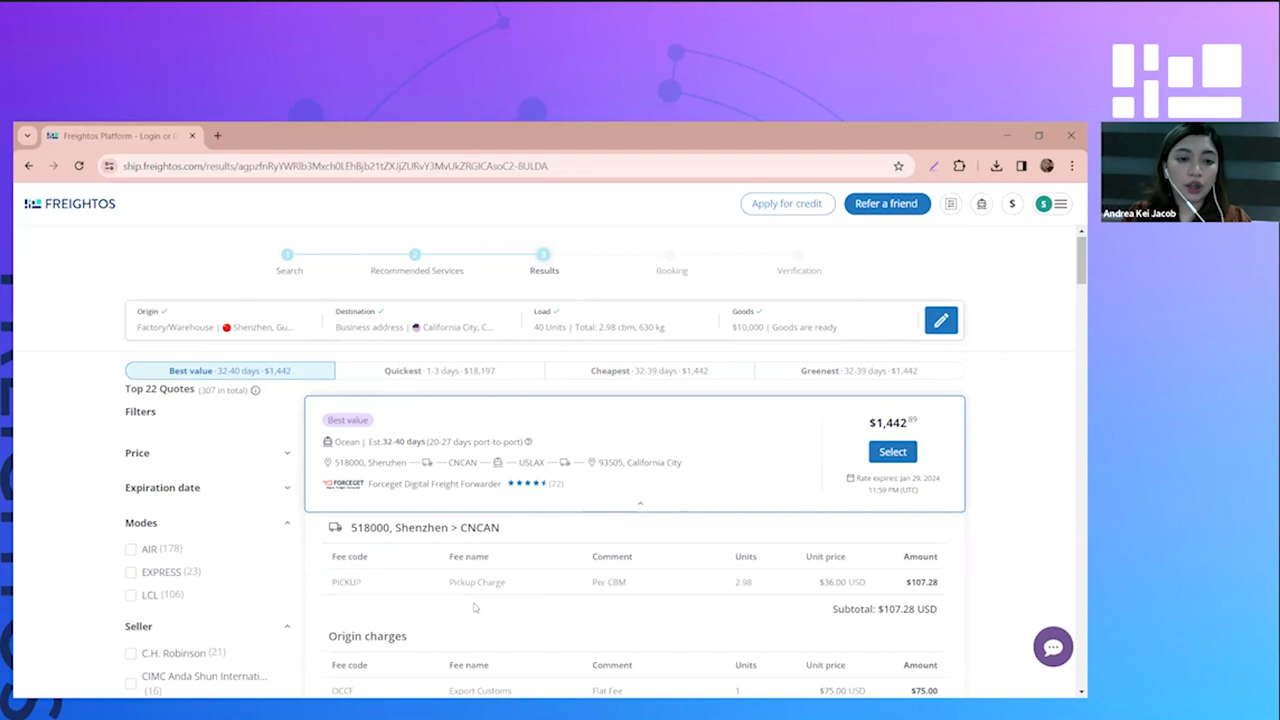 Freightos Platform - Login or
ship.freightos.com/results/
FREIGHTOS
Apply for credit
Refer a friend
$
S
Andrea Kei Jacob
1
2
3
Search
Recommended Services
Results
Booking
Verification
Origin
Destination
Load
Goods
Factory/Warehouse | Shenzhen, Gu...
Business address | California City, C...
40 Units | Total: 2.98 cbm, 630 kg
$10,000 | Goods are ready
Best value · 32-40 days · $1,442
Quickest · 1-3 days · $18,197
Cheapest · 32-39 days · $1,442
Greenest · 32-39 days · $1,442
Top 22 Quotes (307 in total)
Filters
Price
Expiration date
Modes
AIR (178)
EXPRESS (23)
LCL (106)
Seller
C.H. Robinson (21)
CIMC Anda Shun Internati...
(16)
Best value
$1,442.89
Ocean | Est. 32-40 days (20-27 days port-to-port)
Select
518000, Shenzhen
CNCAN
USLAX
93505, California City
FORCEGET
Forceget Digital Freight Forwarder
(72)
Rate expires: Jan 29, 2024
11:59 PM (UTC)
518000, Shenzhen > CNCAN
Fee code Fee name Comment Units Unit price Amount
PICKUP Pickup Charge Per CBM 2.98 $36.00 USD $107.28
Subtotal: $107.28 USD
Origin charges
Fee code Fee name Comment Units Unit price Amount
OCCF Export Customs Flat Fee 1 $75.00 USD $75.00